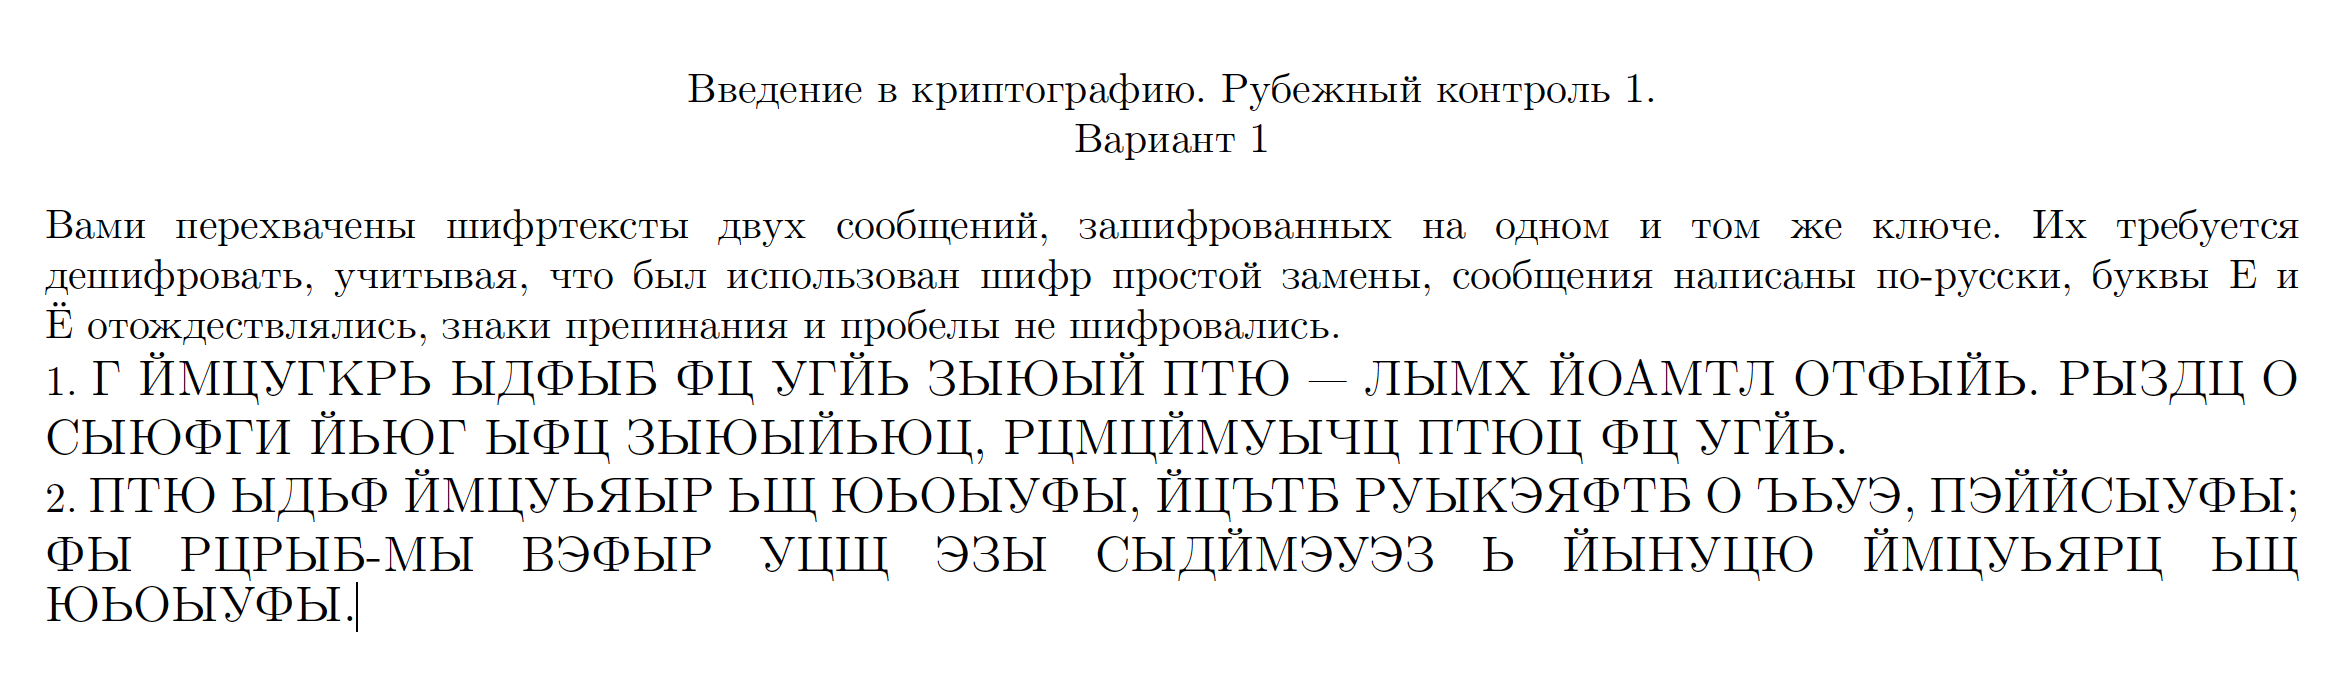 Введение в криптографию. Рубежный контроль 1.
Вариант 1
Вами перехвачены шифртексты двух сообщений, зашифрованных на одном и том же ключе. Их требуется
дешифровать, учитывая, что был использован шифр простой замены, сообщения написаны по-русски, буквы Е и
Ё отождествлялись, знаки препинания и пробелы не шифровались.
1. Г ЙМЦУГКРЬ ЫДФЫБ ФЦ УГЙЬ ЗЫЮЫЙ ПТЮ — ЛЫМХ ЙОАМТЛ ОТФЫЙЬ. РЫЗДЦ О
СЫЮФГИ ЙЬЮГ ЫФЦ ЗЫЮЫЙЬЮЦ, РЦМЦЙМУЫЧЦ ПТЮЦ ФЦ УГЙЬ.
2. ПТЮ ЫДЬФ ЙМЦУЬЯЫР ЬЩ ЮЬОЫУФЫ, ЙЦЪТБ РУЫКЭЯФТБ О ЪЬУЭ, ПЭЙЙСЫУФЫ;
ФЫ РЦРЫБ-МЫ ВЭФЫР УЦЩ ЭЗЫ СЫДЙМЭУЭЗ Ь ЙЫНУЦЮ ЙМЦУЬЯРЦ ЬЩ
ЮЬОЫУФЫ.